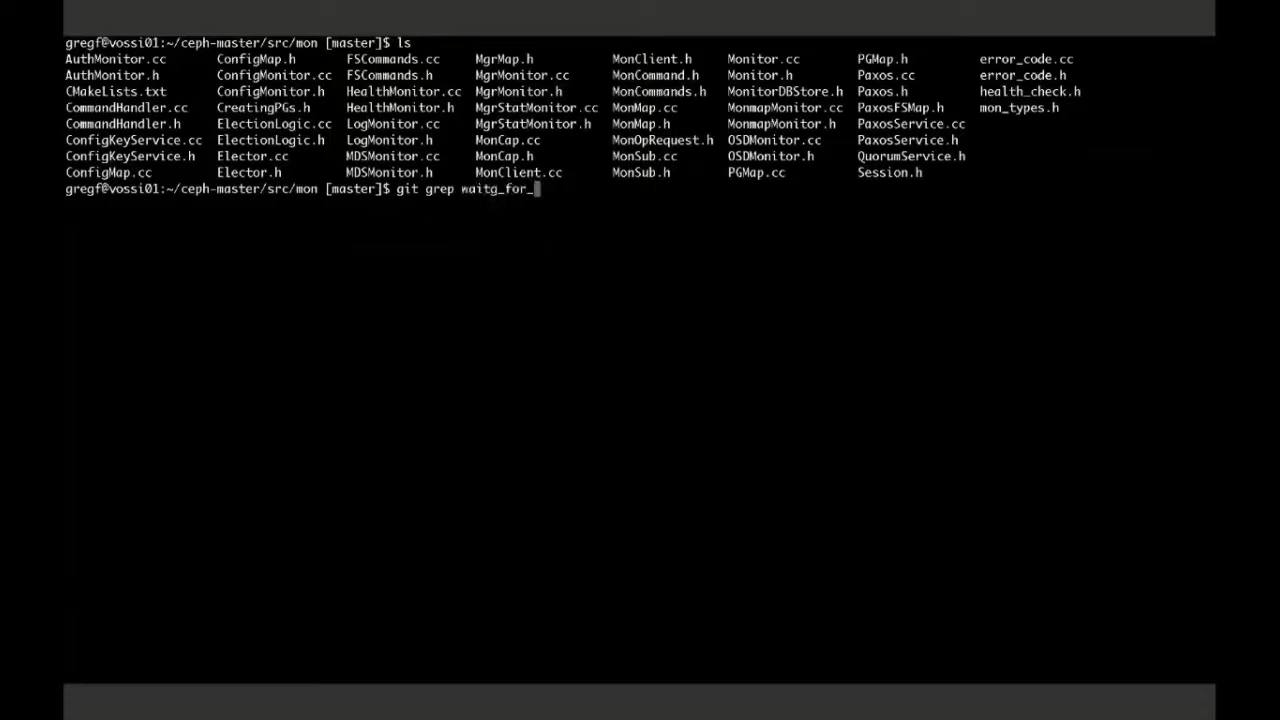 gregf@vossi01:~/ceph-master/src/mon [master]$ ls
AuthMonitor.cc ConfigMap.h FSCommands.cc MgrMap.h MonClient.h Monitor.cc PGMap.h error_code.cc
AuthMonitor.h ConfigMonitor.cc FSCommands.h MgrMonitor.cc MonCommand.h Monitor.h Paxos.cc error_code.h
CMakeLists.txt ConfigMonitor.h HealthMonitor.cc MgrMonitor.h MonCommands.h MonitorDBStore.h Paxos.h health_check.h
CommandHandler.cc CreatingPGs.h HealthMonitor.h MgrStatMonitor.cc MonMap.cc MonmapMonitor.cc PaxosFSMap.h mon_types.h
CommandHandler.h ElectionLogic.cc LogMonitor.cc MgrStatMonitor.h MonMap.h MonmapMonitor.h PaxosService.cc
ConfigKeyService.cc ElectionLogic.h LogMonitor.h MonCap.cc MonOpRequest.h OSDMonitor.cc PaxosService.h
ConfigKeyService.h Elector.cc MDSMonitor.cc MonCap.h MonSub.cc OSDMonitor.h QuorumService.h
ConfigMap.cc Elector.h MDSMonitor.h MonClient.cc MonSub.h PGMap.cc Session.h
gregf@vossi01:~/ceph-master/src/mon [master]$ git grep waitg_for_